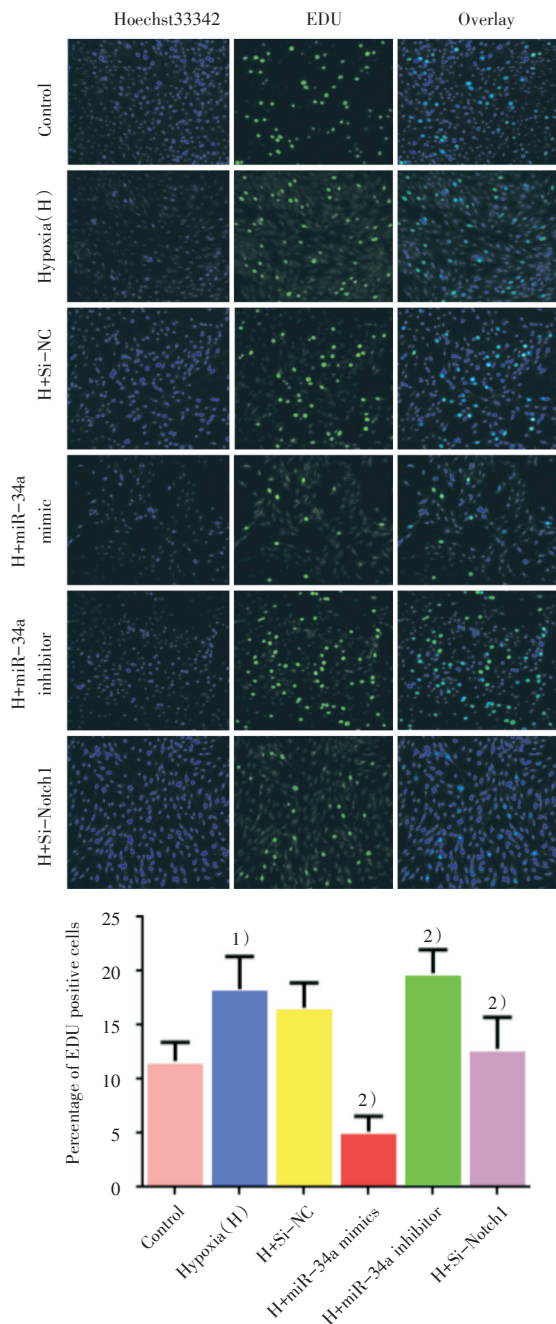 Hoechst33342 EDU Overlay
Control
Hypoxia(H)
H+Si-NC
H+miR-34a
mimic
H+miR-34a
inhibitor
H+Si-Notch1
Percentage of EDU positive cells
25
20
15
10
5
0
1)
2)
2)
2)
Control
Hypoxia(H)
H+Si-NC
H+miR-34a mimics
H+miR-34a inhibitor
H+Si-Notch1